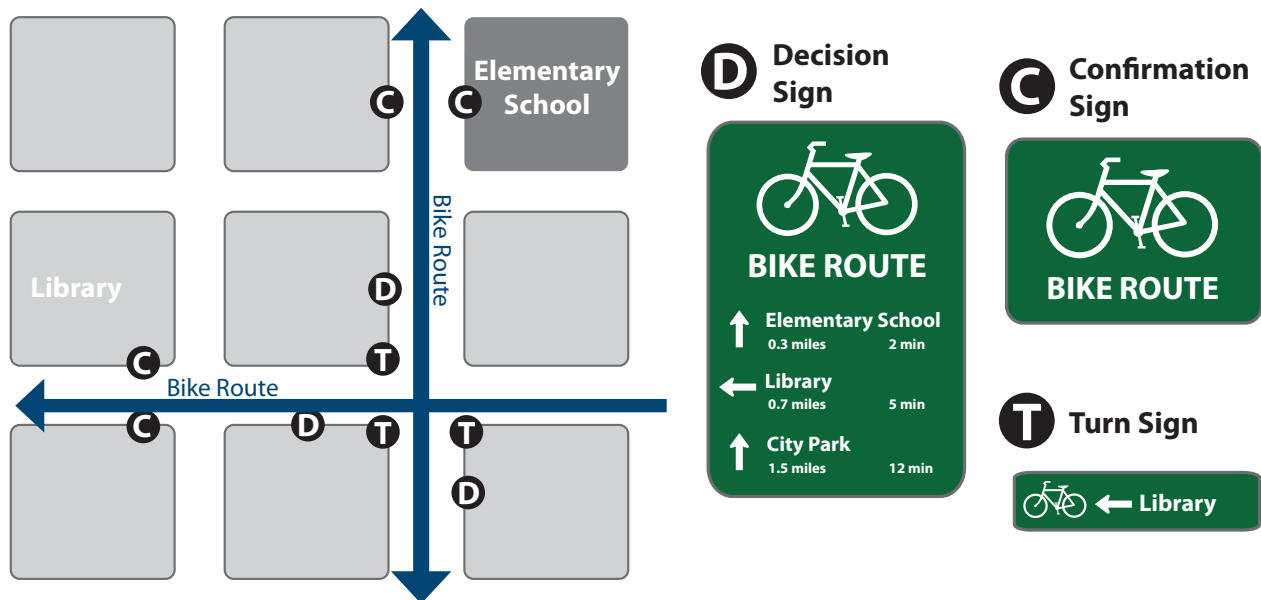 C
C
Elementary
School
Bike Route
Library
D
T
C
Bike Route
C
D
T
T
D
D
Decision
Sign
BIKE ROUTE
Elementary School
0.3 miles 2 min
Library
0.7 miles 5 min
City Park
1.5 miles 12 min
C
Confirmation
Sign
BIKE ROUTE
T
Turn Sign
Library